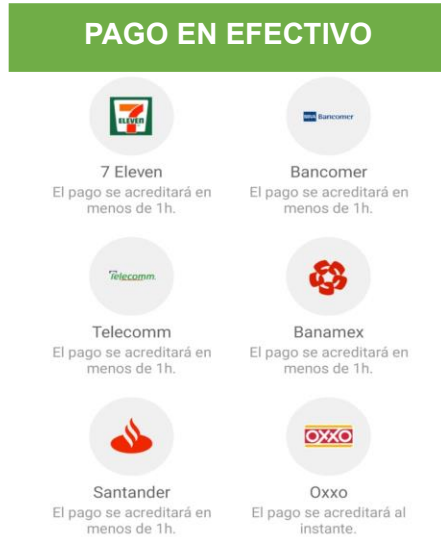 PAGO EN EFECTIVO
7
ELEVEN
BBVA Bancomer
7 Eleven
Bancomer
El pago se acreditará en
menos de 1h.
El pago se acreditará en
menos de 1h.
Telecomm
Telecomm
Banamex
El pago se acreditará en
menos de 1h.
El pago se acreditará en
menos de 1h.
OXXO
Santander
Oxxo
El pago se acreditará en
menos de 1h.
El pago se acreditará al
instante.